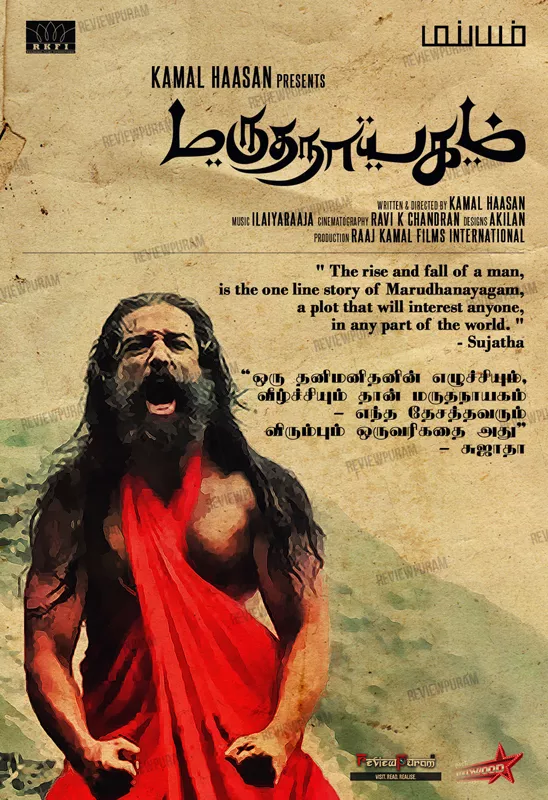 RKFI
மய்யம்
KAMAL HAASAN PRESENTS
மருதநாயகம்
WRITTEN & DIRECTED BY KAMAL HAASAN
MUSIC ILAIYARAAJA CINEMATOGRAPHY RAVI K CHANDRAN DESIGNS AKILAN
PRODUCTION RAAJ KAMAL FILMS INTERNATIONAL
" The rise and fall of a man,
is the one line story of Marudhanayagam,
a plot that will interest anyone,
in any part of the world. "
- Sujatha
“ஒரு தனிமனிதனின் எழுச்சியும்,
வீழ்ச்சியும் தான் மருதநாயகம்
– எந்த தேசத்தவரும்
விரும்பும் ஒருவரிகதை அது”
– சுஜாதா
ReviewPuram
VISIT. READ. REALISE.
REVIEWPURAM